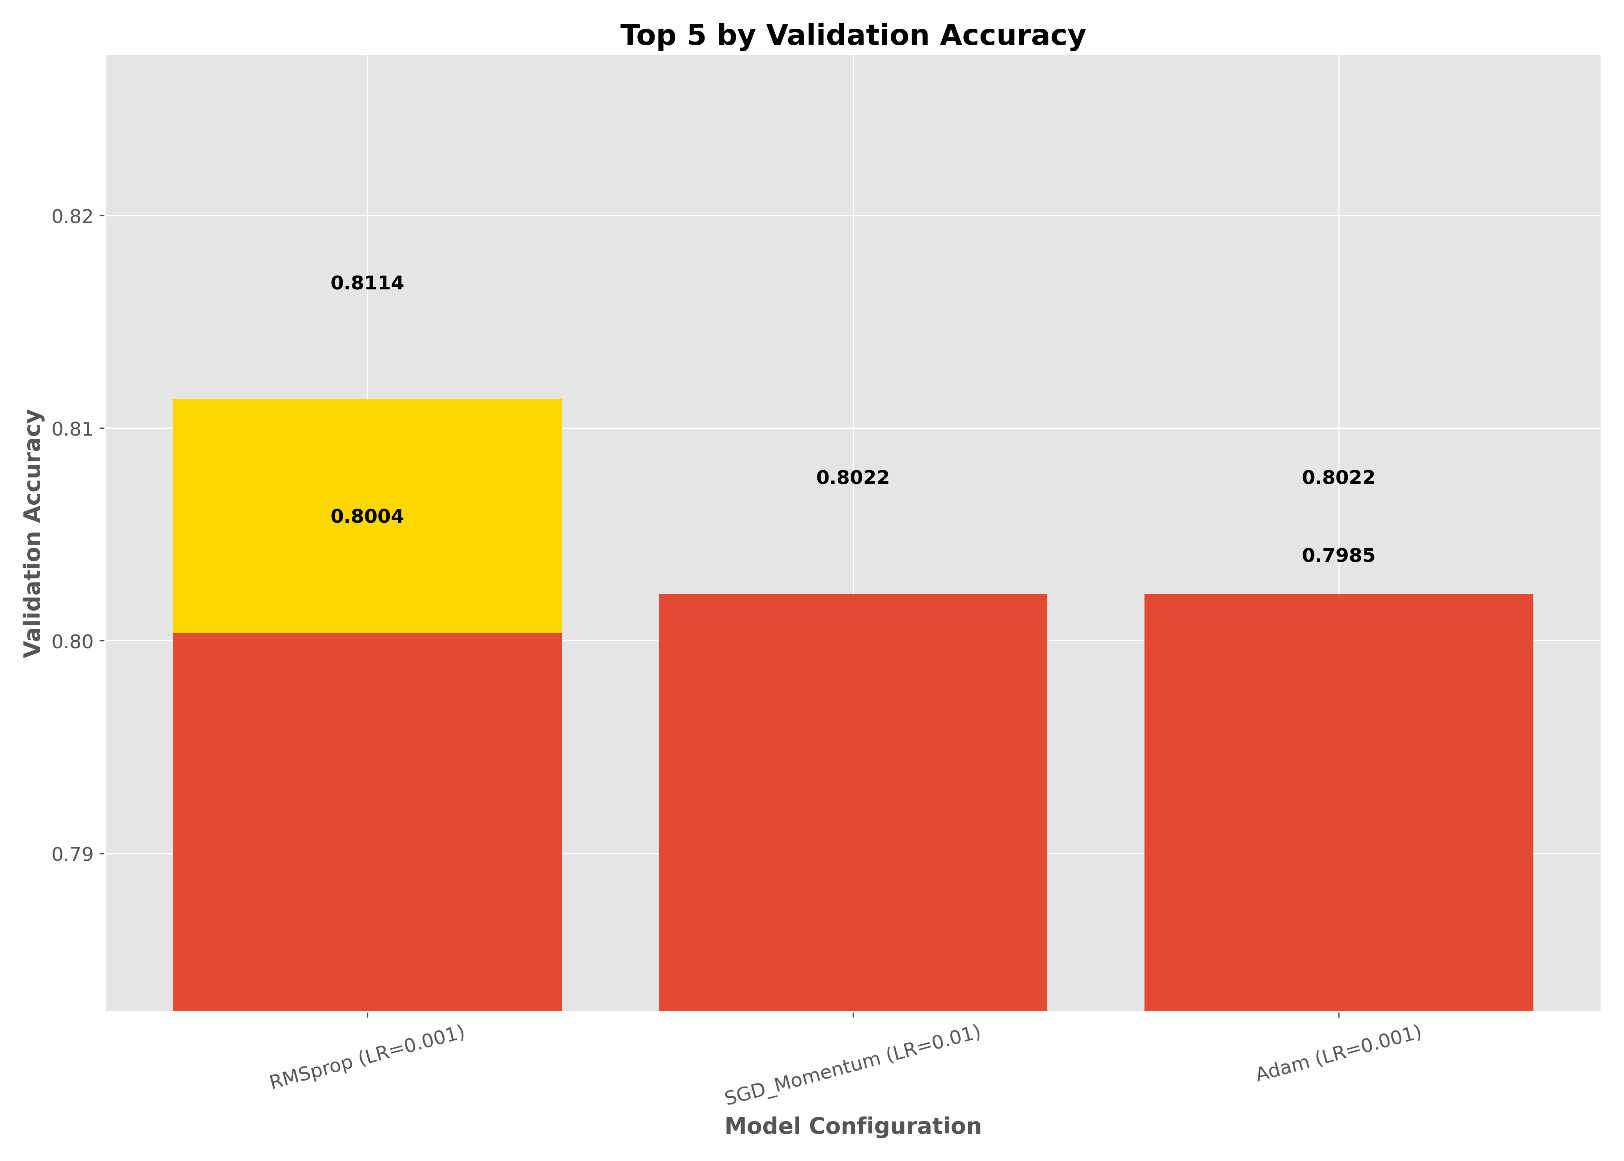 Top 5 by Validation Accuracy
Validation Accuracy
0.82
0.81
0.80
0.79
0.8114
0.8004
0.8022
0.8022
0.7985
RMSprop (LR=0.001)
SGD_Momentum (LR=0.01)
Adam (LR=0.001)
Model Configuration